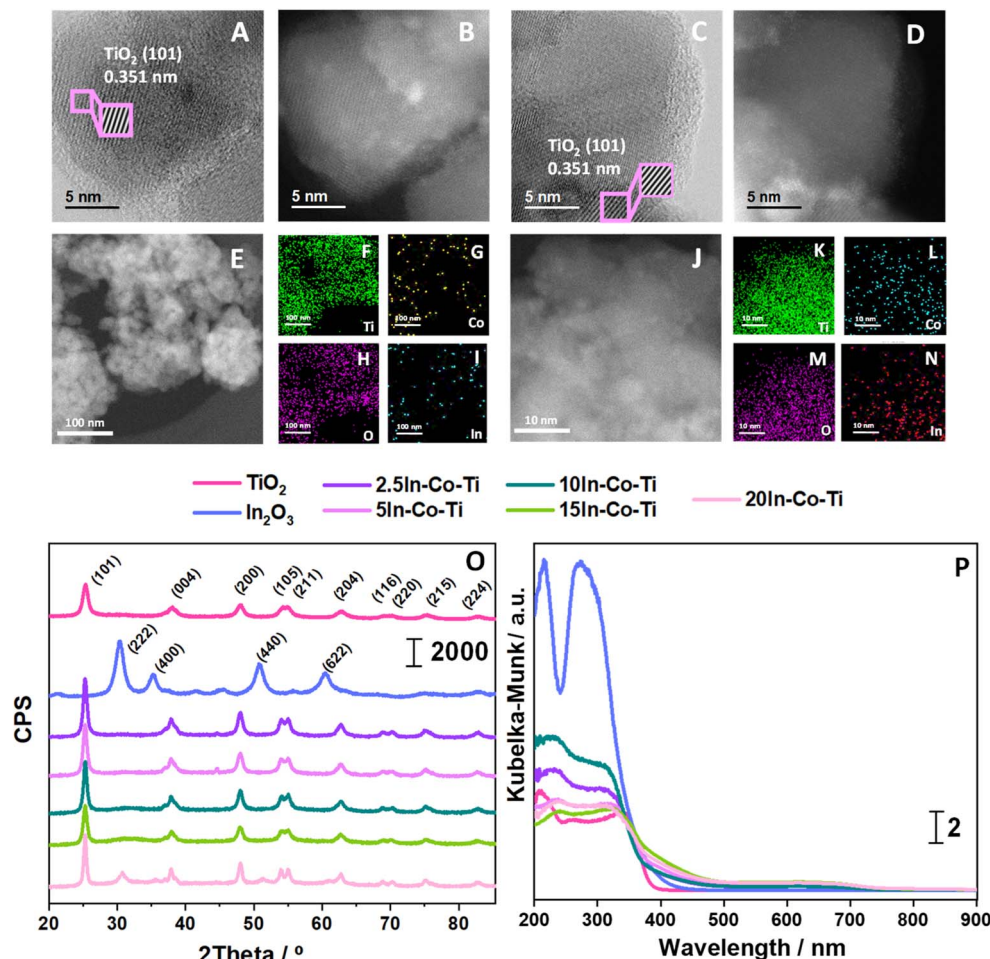 A
TiO₂ (101)
0.351 nm
5 nm
B
5 nm
C
TiO₂ (101)
0.351 nm
5 nm
D
5 nm
E
100 nm
F
100 nm
Ti
G
100 nm
Co
H
100 nm
O
I
100 nm
In
J
10 nm
K
10 nm
Ti
L
10 nm
Co
M
10 nm
O
N
10 nm
In
TiO₂
2.5In-Co-Ti
10In-Co-Ti
20In-Co-Ti
In₂O₃
5In-Co-Ti
15In-Co-Ti
O
(101)
(004)
(200)
(105)
(211)
(204)
(116)
(220)
(215)
(224)
2000
(222)
(400)
(440)
(622)
CPS
20 30 40 50 60 70 80
2Theta / º
P
Kubelka-Munk / a.u.
2
200 300 400 500 600 700 800 900
Wavelength / nm